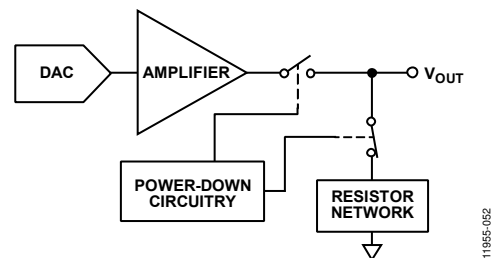 DAC
AMPLIFIER
VOUT
POWER-DOWN
CIRCUITRY
RESISTOR
NETWORK
11955-052